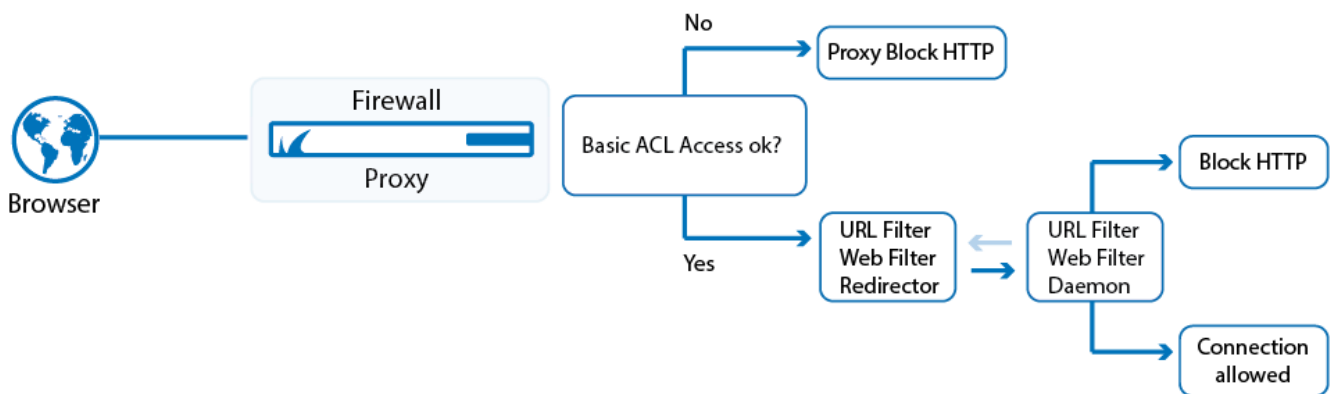 No
Proxy Block HTTP
Firewall
Proxy
Browser
Basic ACL Access ok?
Yes
URL Filter
Web Filter
Redirector
URL Filter
Web Filter
Daemon
Block HTTP
Connection
allowed